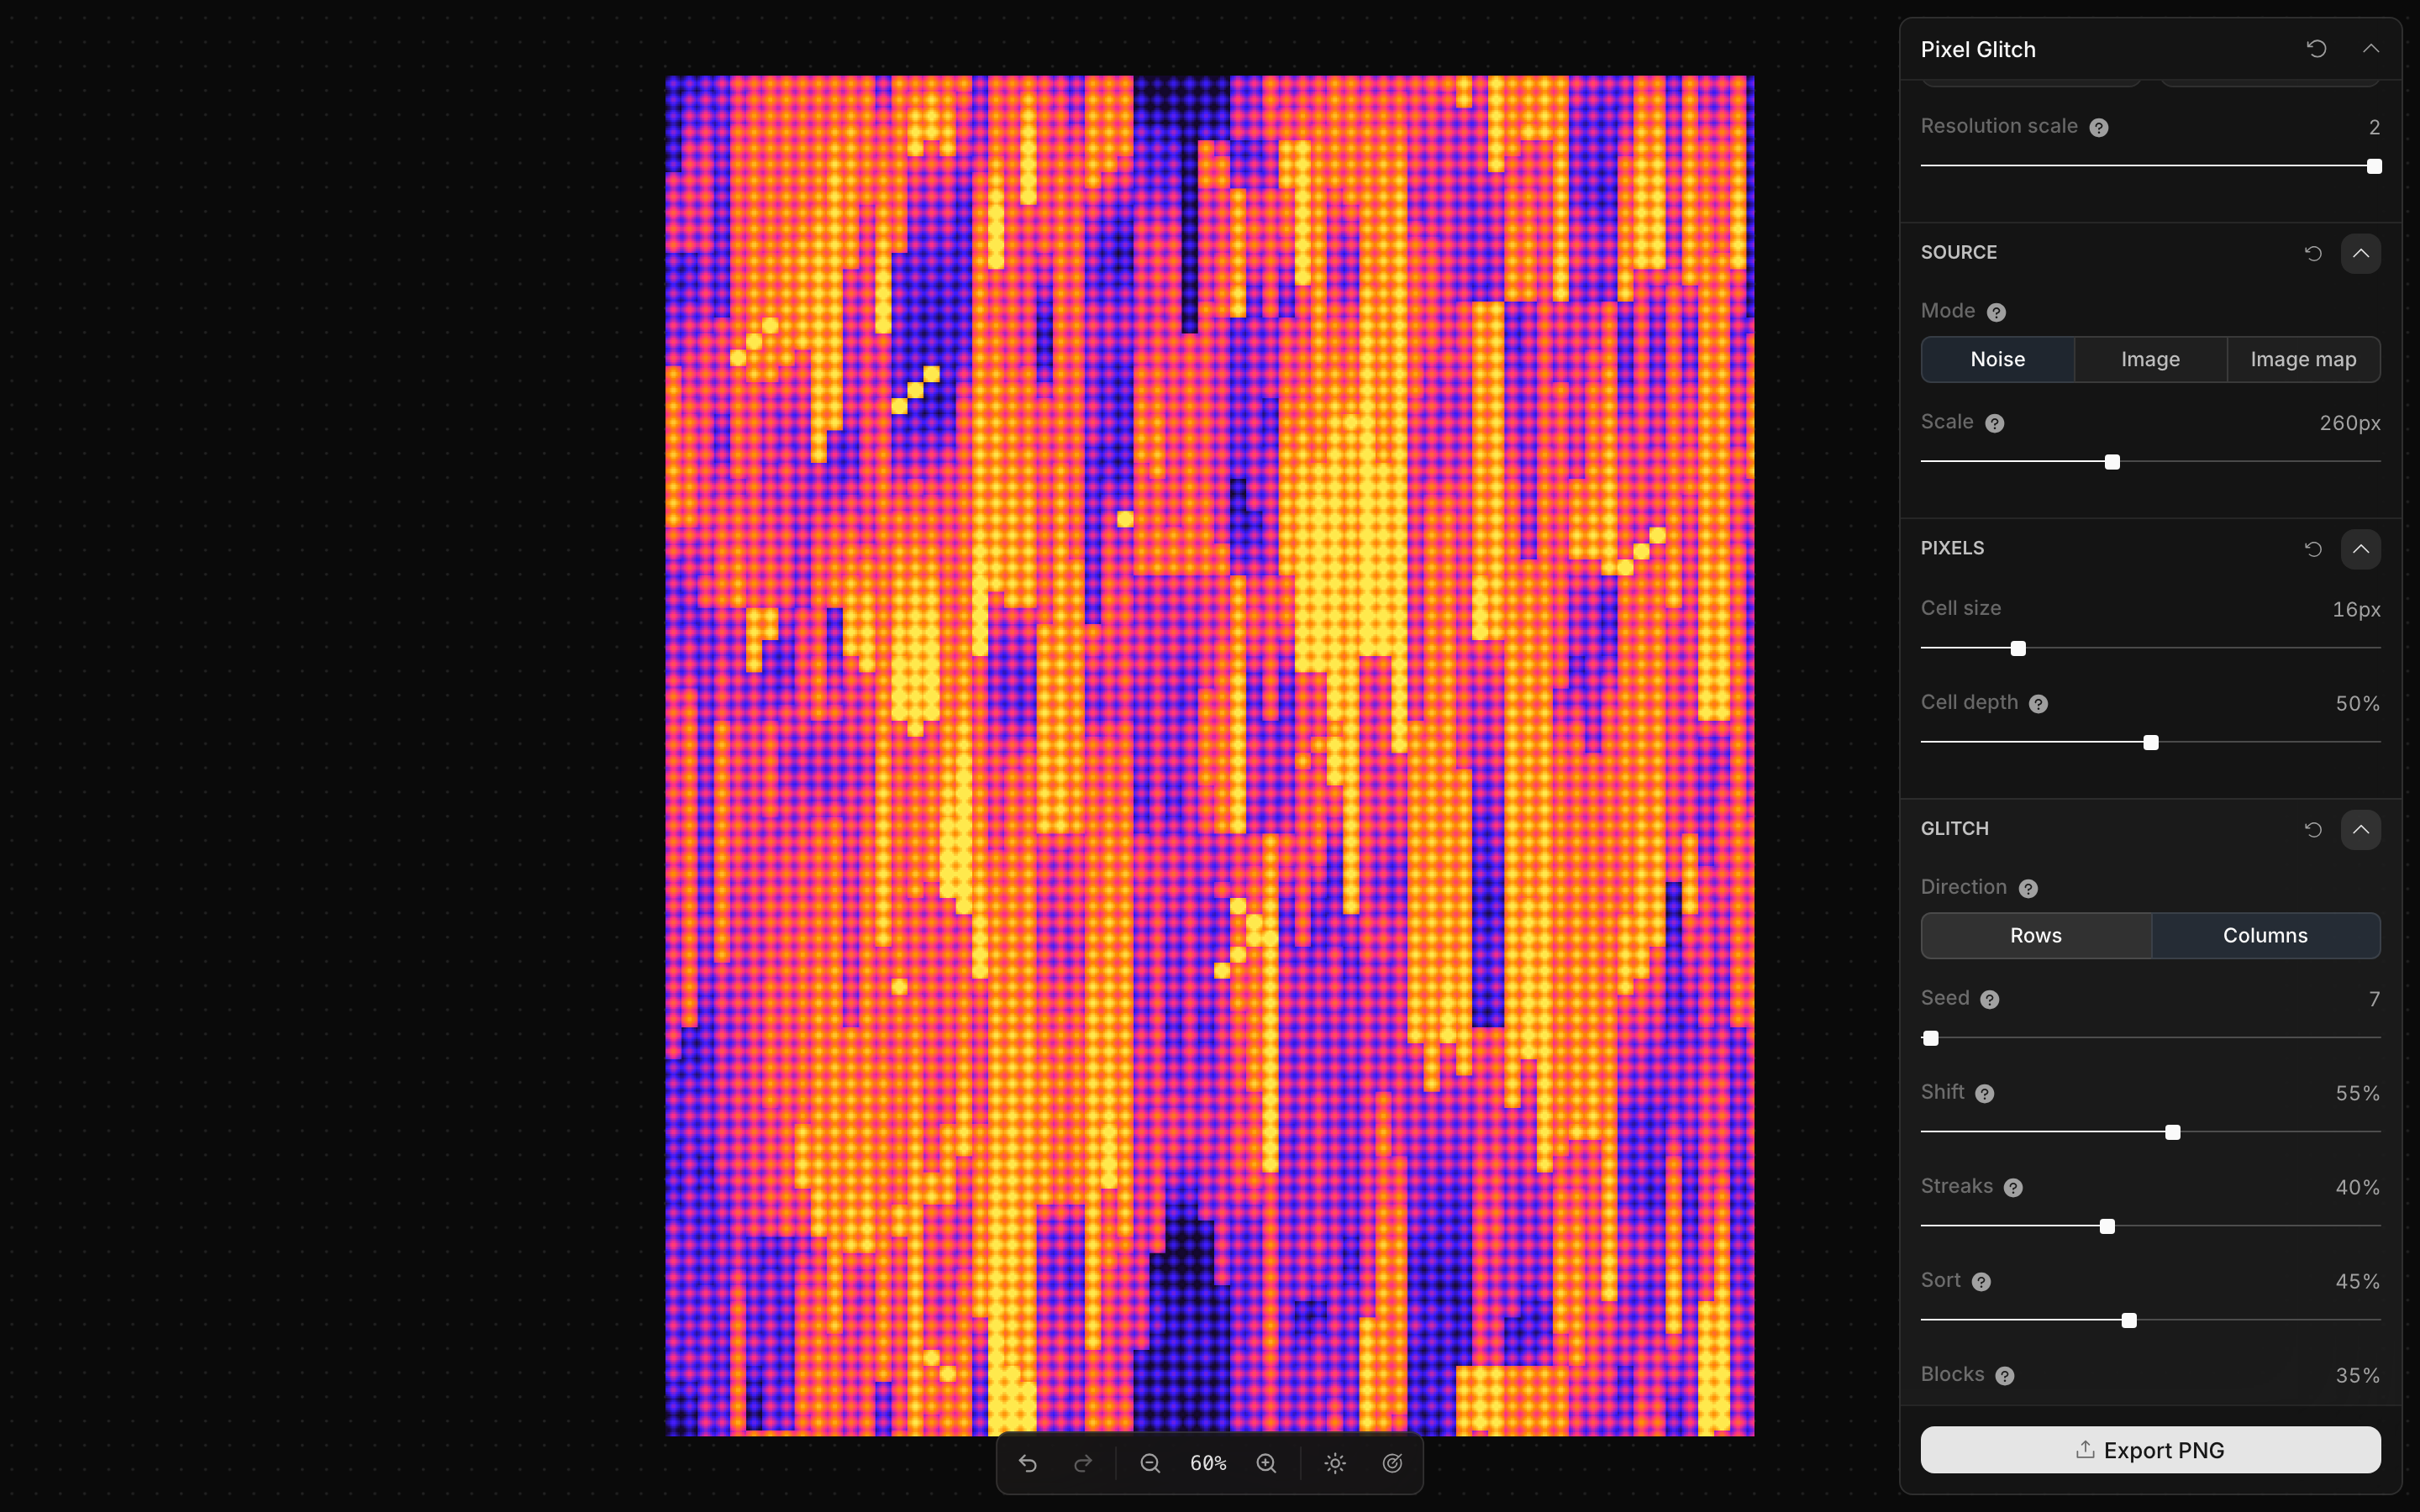 Pixel Glitch
Resolution scale ? 2
SOURCE
Mode ?
Noise Image Image map
Scale ? 260px
PIXELS
Cell size 16px
Cell depth ? 50%
GLITCH
Direction ?
Rows Columns
Seed ? 7
Shift ? 55%
Streaks ? 40%
Sort ? 45%
Blocks ? 35%
Export PNG
60%